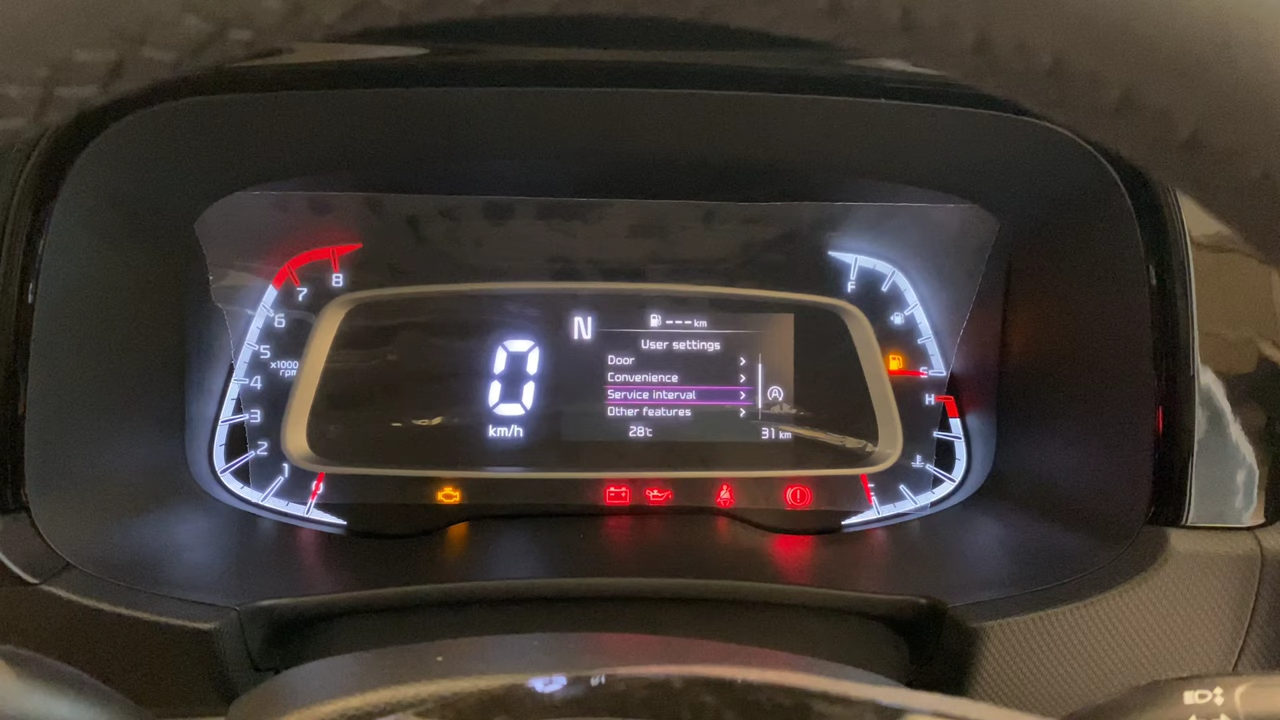 8
7
6
5
4
3
2
1
x1000
rpm
0
km/h
N
--- km
User settings
Door
Convenience
Service interval
Other features
28℃
31 km
F
H